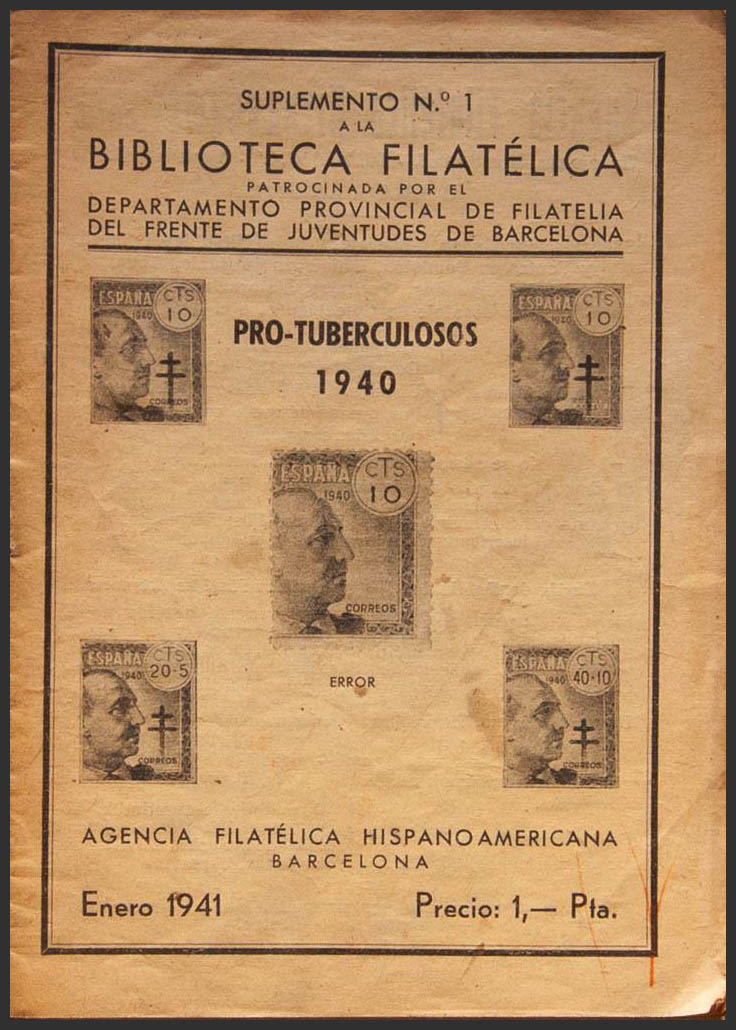 SUPLEMENTO N.º 1
A LA
BIBLIOTECA FILATÉLICA
PATROCINADA POR EL
DEPARTAMENTO PROVINCIAL DE FILATELIA
DEL FRENTE DE JUVENTUDES DE BARCELONA
ESPAÑA CTS
1940 10
CORREOS
PRO-TUBERCULOSOS
1940
ESPAÑA CTS
1940 10
ESPAÑA CTS
1940 10
CORREOS
ERROR
ESPAÑA CTS
1940 20-5
CORREOS
ESPAÑA CTS
1940 40-10
CORREOS
AGENCIA FILATÉLICA HISPANOAMERICANA
BARCELONA
Enero 1941 Precio: 1,— Pta.